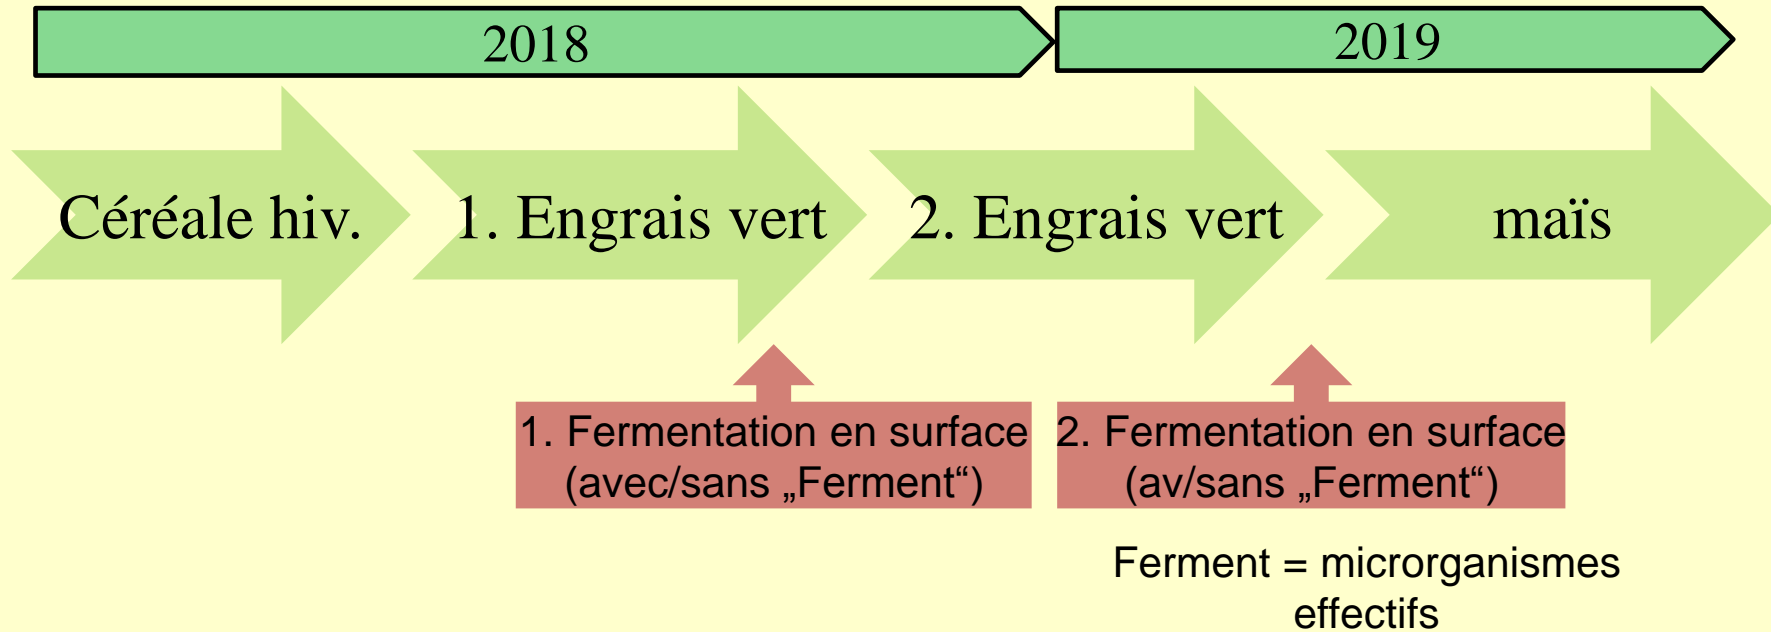 2018
2019
Céréale hiv.
1. Engrais vert
2. Engrais vert
maïs
1. Fermentation en surface
(avec/sans „Ferment“)
2. Fermentation en surface
(av/sans „Ferment“)
Ferment = microrganismes
effectifs